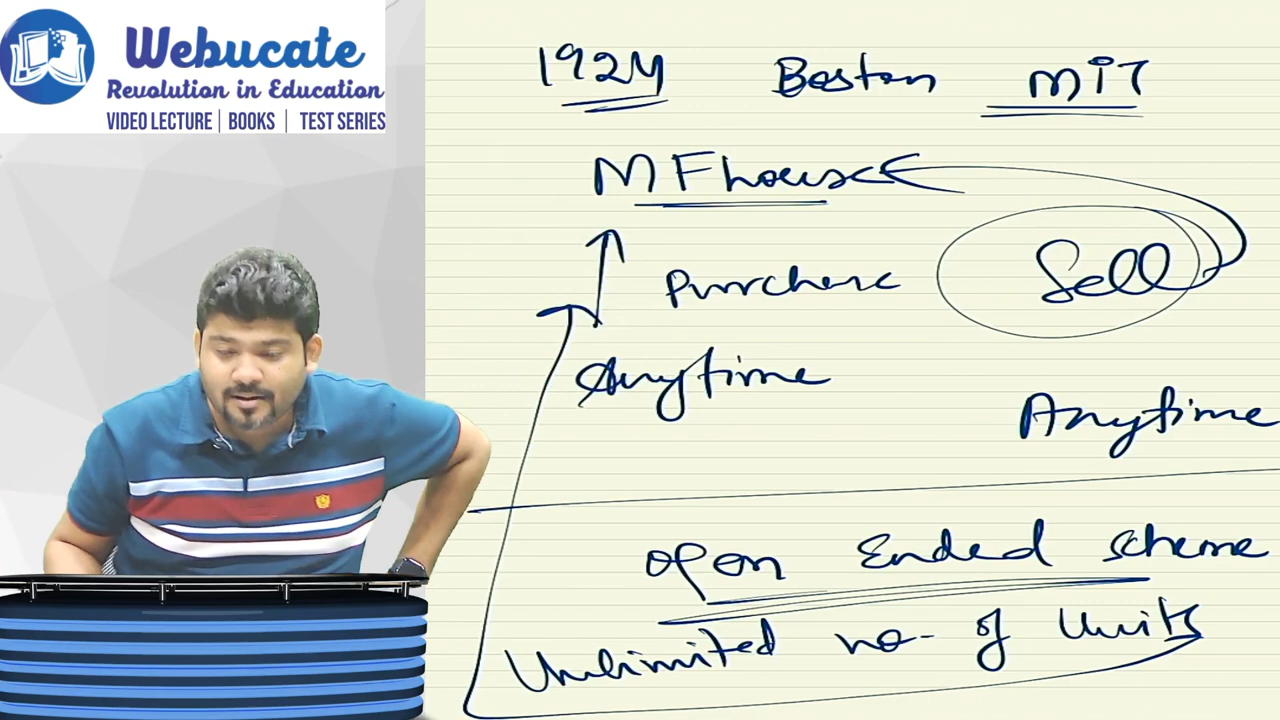 Webucate
Revolution in Education
VIDEO LECTURE | BOOKS | TEST SERIES
1924 Boston MIT
MF house
Purchase Sell
Anytime
Anytime
Open Ended scheme
Unlimited no. of Units